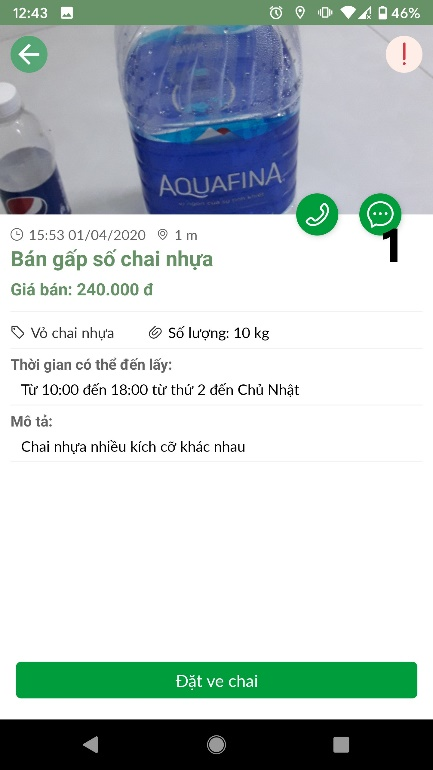 12:43
46%
AQUAFINA
15:53 01/04/2020 1 m
1
Bán gấp số chai nhựa
Giá bán: 240.000 đ
Vỏ chai nhựa Số lượng: 10 kg
Thời gian có thể đến lấy:
Từ 10:00 đến 18:00 từ thứ 2 đến Chủ Nhật
Mô tả:
Chai nhựa nhiều kích cỡ khác nhau
Đặt ve chai